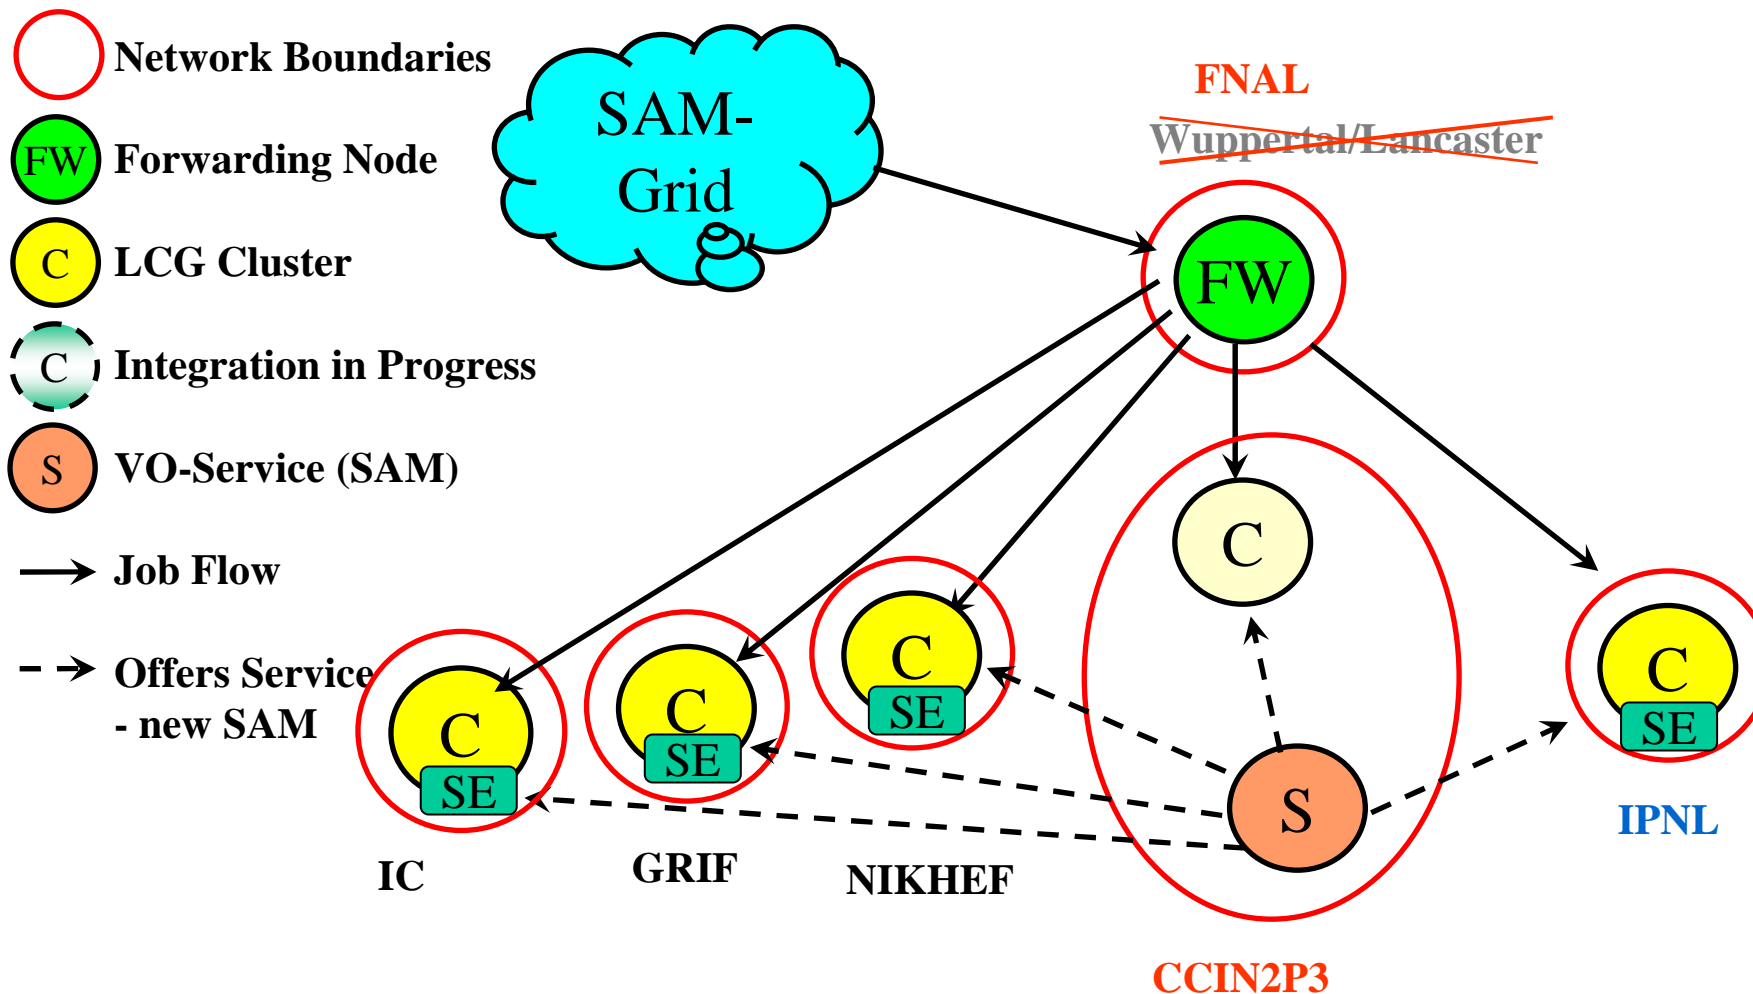 Network Boundaries
FW Forwarding Node
C LCG Cluster
C Integration in Progress
S VO-Service (SAM)
Job Flow
Offers Service
- new SAM
SAM-
Grid
FNAL
Wuppertal/Lancaster
FW
C
C
SE
C
SE
C
SE
C
SE
S
IC
GRIF
NIKHEF
IPNL
CCIN2P3